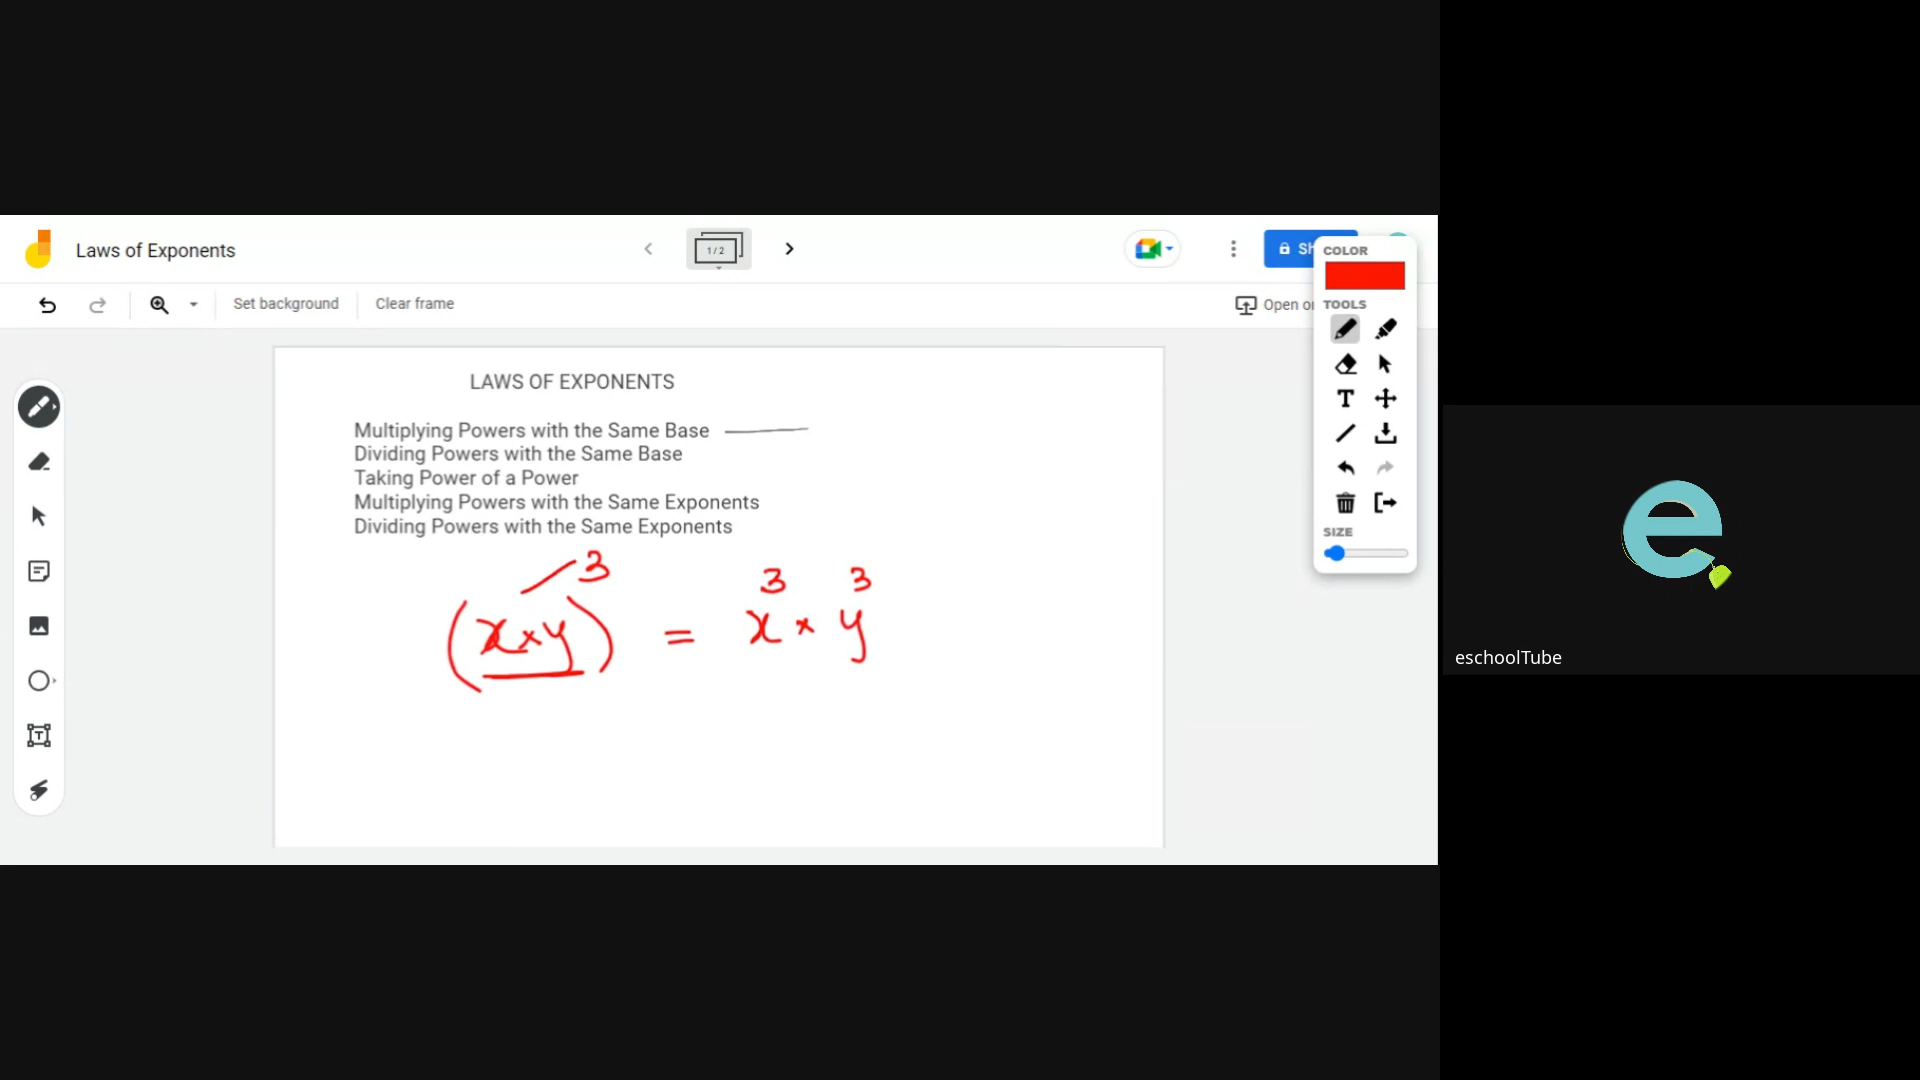 Laws of Exponents
1 / 2
Sh
COLOR
Set background
Clear frame
Open o
TOOLS
T
SIZE
LAWS OF EXPONENTS
Multiplying Powers with the Same Base
Dividing Powers with the Same Base
Taking Power of a Power
Multiplying Powers with the Same Exponents
Dividing Powers with the Same Exponents
(x×y)³ = x³ × y³
e
eschoolTube